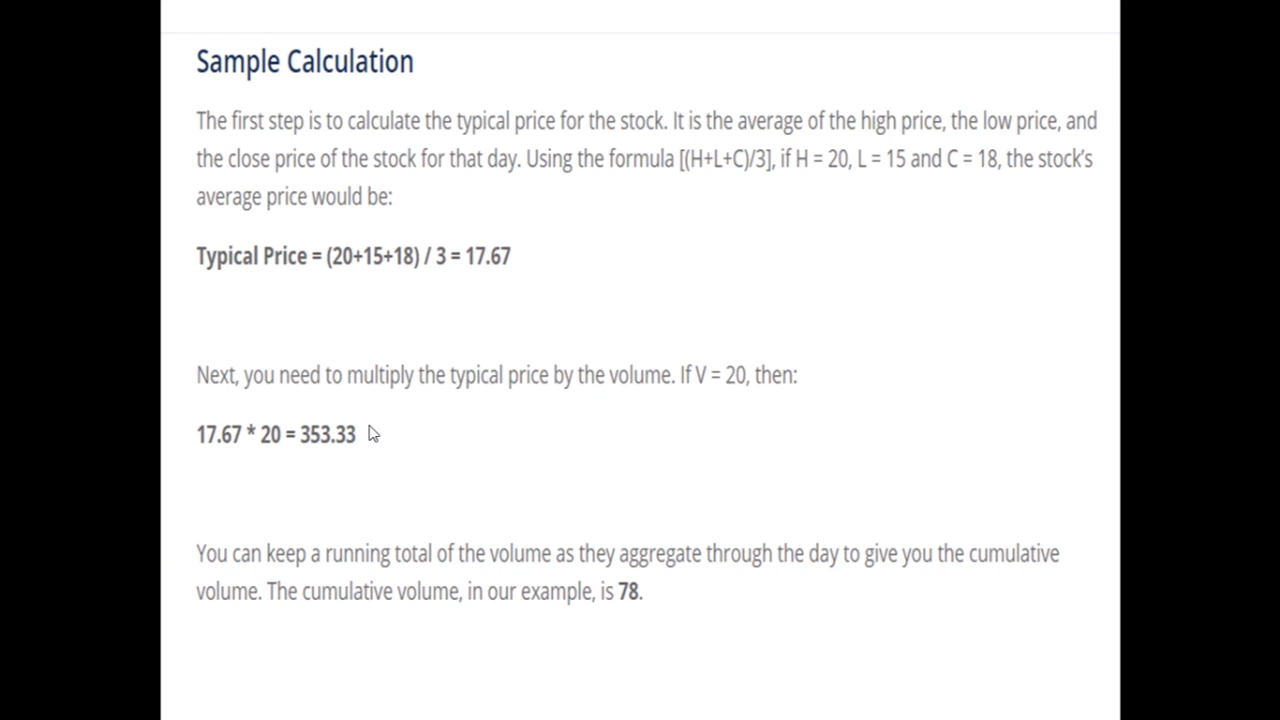 Sample Calculation
The first step is to calculate the typical price for the stock. It is the average of the high price, the low price, and
the close price of the stock for that day. Using the formula [(H+L+C)/3], if H = 20, L = 15 and C = 18, the stock's
average price would be:
Typical Price = (20+15+18) / 3 = 17.67
Next, you need to multiply the typical price by the volume. If V = 20, then:
17.67 * 20 = 353.33
You can keep a running total of the volume as they aggregate through the day to give you the cumulative
volume. The cumulative volume, in our example, is 78.